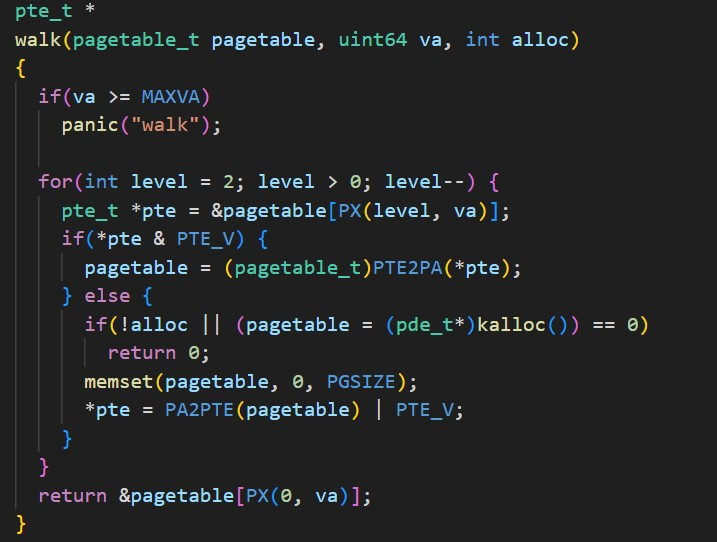 pte_t *
walk(pagetable_t pagetable, uint64 va, int alloc)
{
  if(va >= MAXVA)
    panic("walk");

  for(int level = 2; level > 0; level--) {
    pte_t *pte = &pagetable[PX(level, va)];
    if(*pte & PTE_V) {
      pagetable = (pagetable_t)PTE2PA(*pte);
    } else {
      if(!alloc || (pagetable = (pde_t*)kalloc()) == 0)
        return 0;
      memset(pagetable, 0, PGSIZE);
      *pte = PA2PTE(pagetable) | PTE_V;
    }
  }
  return &pagetable[PX(0, va)];
}